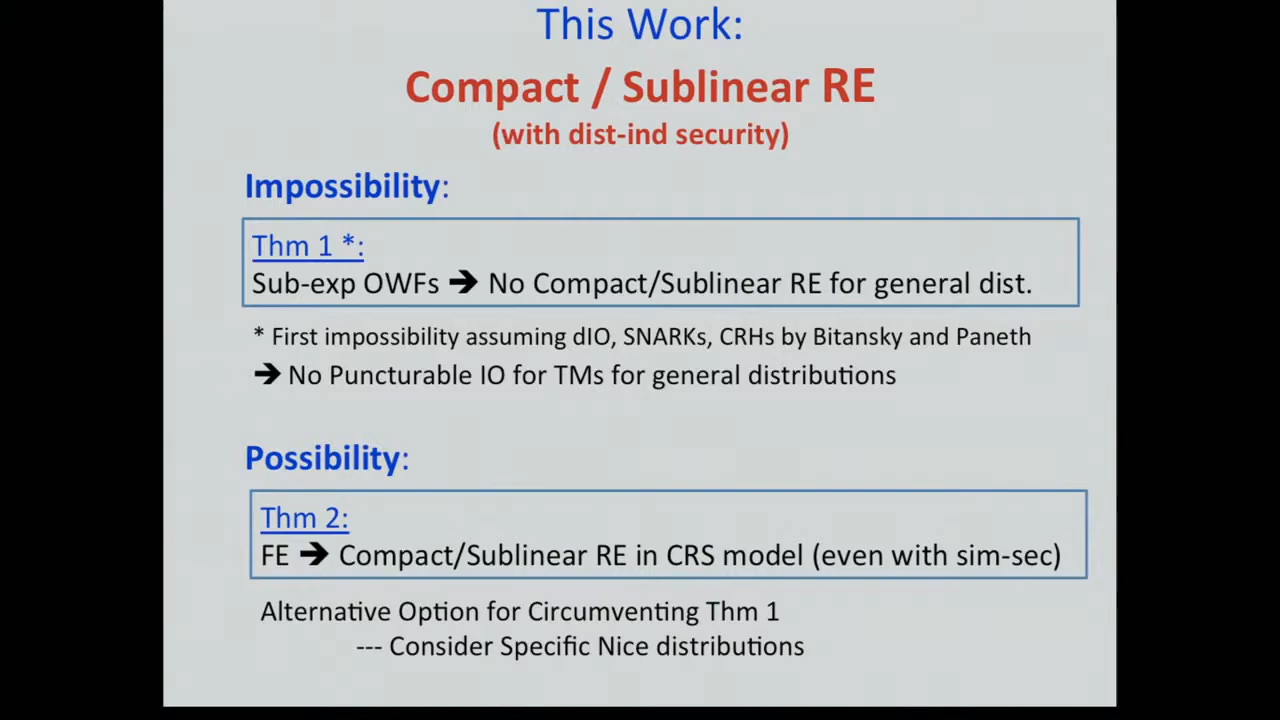 This Work:
Compact / Sublinear RE
(with dist-ind security)
Impossibility:
Thm 1 *:
Sub-exp OWFs ➔ No Compact/Sublinear RE for general dist.
* First impossibility assuming dIO, SNARKs, CRHs by Bitansky and Paneth
➔ No Puncturable IO for TMs for general distributions
Possibility:
Thm 2:
FE ➔ Compact/Sublinear RE in CRS model (even with sim-sec)
Alternative Option for Circumventing Thm 1
--- Consider Specific Nice distributions